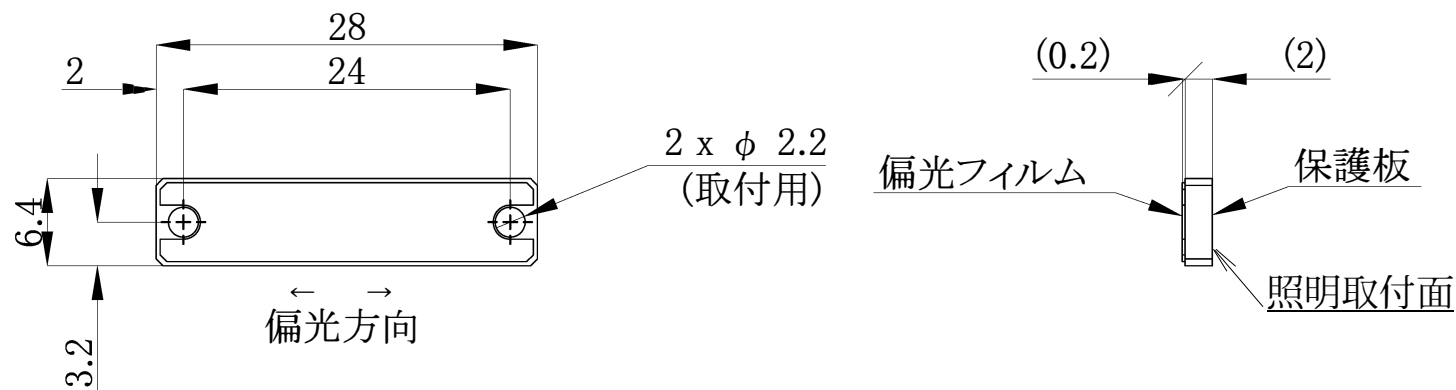 28
24
2
2 x φ 2.2
(取付用)
6.4
3.2
← →
偏光方向
(0.2)
(2)
偏光フィルム
保護板
照明取付面